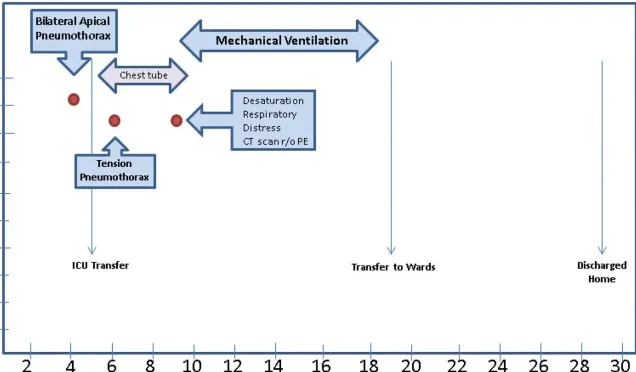 Bilateral Apical
Pneumothorax
Mechanical Ventilation
Chest tube
Desaturation
Respiratory
Distress
CT scan r/o PE
Tension
Pneumothorax
ICU Transfer
Transfer to Wards
Discharged
Home
2 4 6 8 10 12 14 16 18 20 22 24 26 28 30